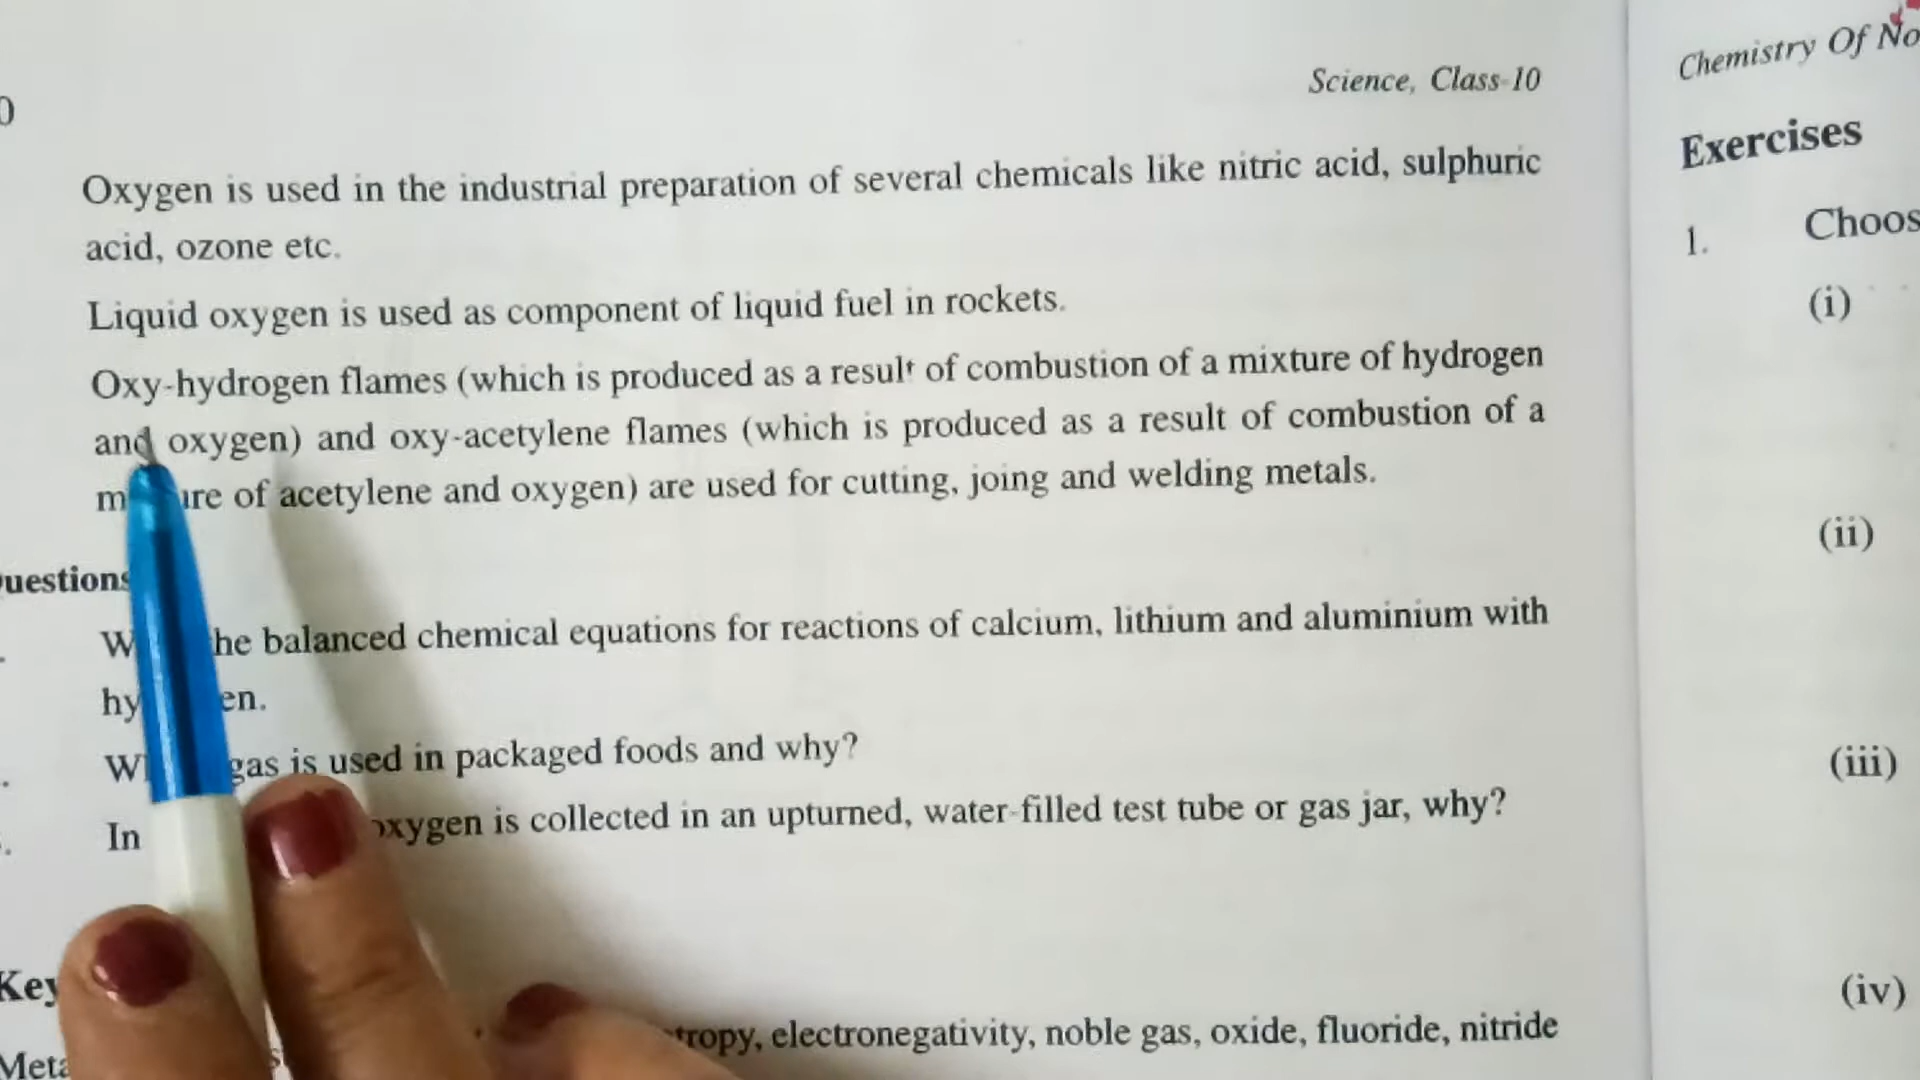 Science, Class-10
Oxygen is used in the industrial preparation of several chemicals like nitric acid, sulphuric
acid, ozone etc.
Liquid oxygen is used as component of liquid fuel in rockets.
Oxy-hydrogen flames (which is produced as a result of combustion of a mixture of hydrogen
and oxygen) and oxy-acetylene flames (which is produced as a result of combustion of a
of acetylene and oxygen) are used for cutting, joing and welding metals.
uestions
he balanced chemical equations for reactions of calcium, lithium and aluminium with
hy en.
gas is used in packaged foods and why?
In oxygen is collected in an upturned, water-filled test tube or gas jar, why?
Key
tropy, electronegativity, noble gas, oxide, fluoride, nitride
Meta
Chemistry Of No
Exercises
1. Choos
(i)
(ii)
(iii)
(iv)